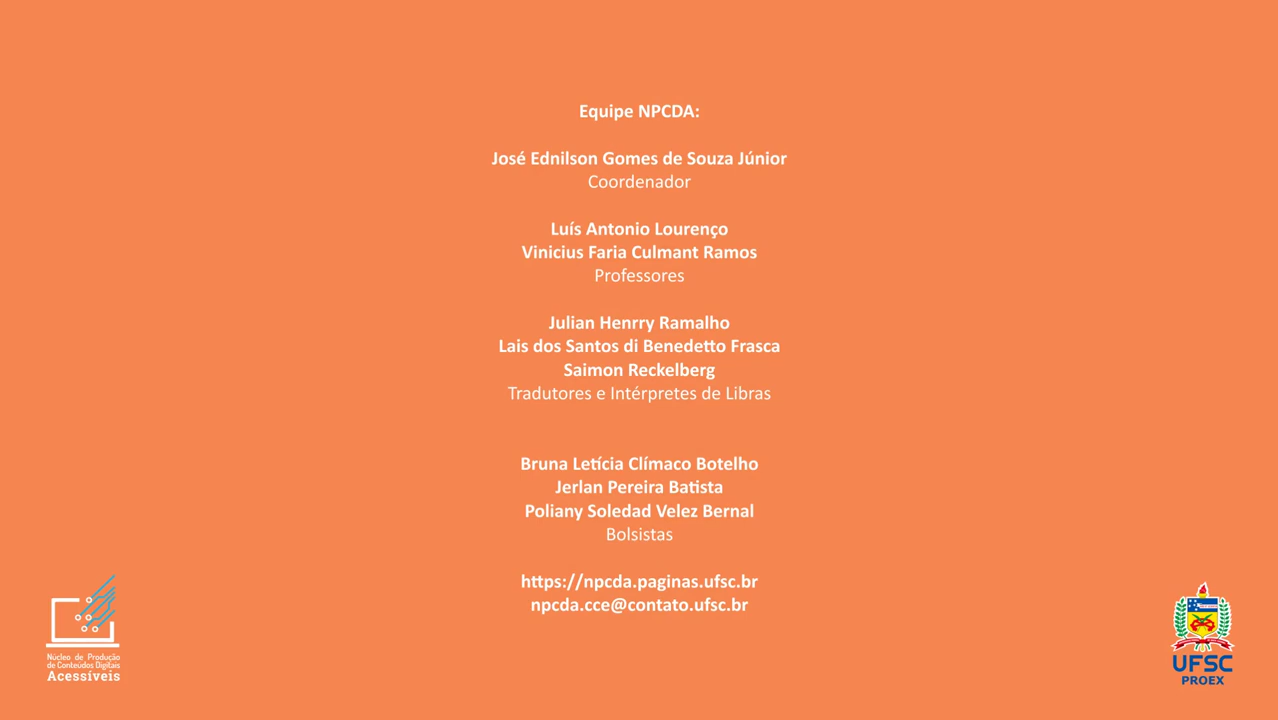 Equipe NPCDA:
José Ednilson Gomes de Souza Júnior
Coordenador
Luís Antonio Lourenço
Vinicius Faria Culmant Ramos
Professores
Julian Henrry Ramalho
Lais dos Santos di Benedetto Frasca
Saimon Reckelberg
Tradutores e Intérpretes de Libras
Bruna Letícia Clímaco Botelho
Jerlan Pereira Batista
Poliany Soledad Velez Bernal
Bolsistas
https://npcda.paginas.ufsc.br
npcda.cce@contato.ufsc.br
Núcleo de Produção
de Conteúdos Digitais
Acessíveis
UFSC
PROEX